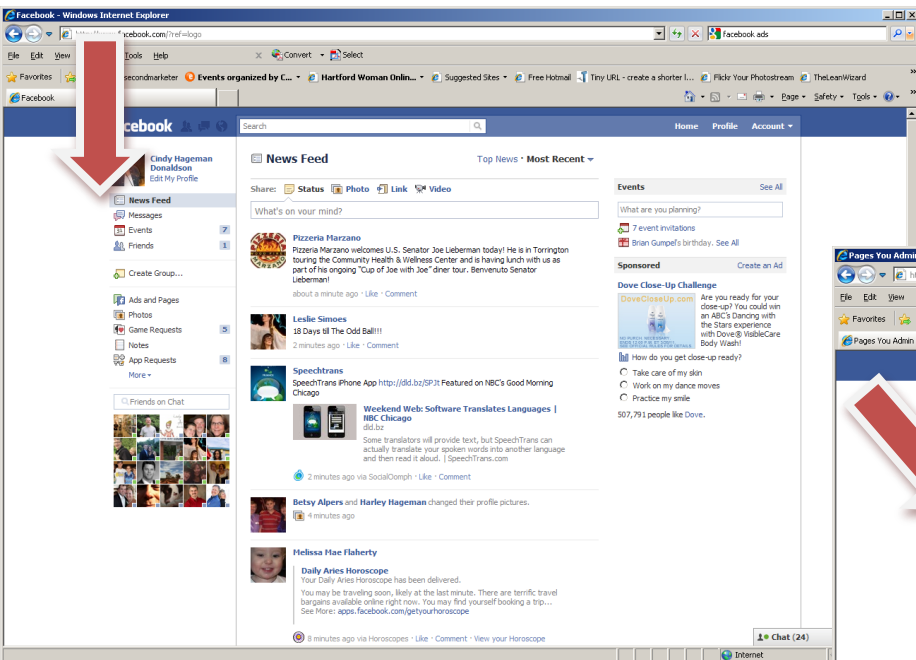 Facebook - Windows Internet Explorer
facebook.com/?ref=logo
facebook ads
File Edit View Tools Help
Convert Select
Favorites
secondmarketer
Events organized by C...
Hartford Woman Onlin...
Suggested Sites
Free Hotmail
Tiny URL - create a shorter l...
Flickr Your Photostream
TheLeanWizard
Facebook
Page Safety Tools
cebook
Search
Home Profile Account
Cindy Hageman
Donaldson
Edit My Profile
News Feed
Messages
Events 7
Friends 1
Create Group...
Ads and Pages
Photos
Game Requests 5
Notes
App Requests 8
More
Friends on Chat
News Feed
Top News · Most Recent
Share: Status Photo Link Video
What's on your mind?
Pizzeria Marzano
Pizzeria Marzano welcomes U.S. Senator Joe Lieberman today! He is in Torrington
touring the Community Health & Wellness Center and is having lunch with us as
part of his ongoing "Cup of Joe with Joe" diner tour. Benvenuto Senator
Lieberman!
about a minute ago · Like · Comment
Leslie Simoes
18 Days till The Odd Ball!!!
2 minutes ago · Like · Comment
Speechtrans
SpeechTrans iPhone App http://dld.bz/SPJt Featured on NBC's Good Morning
Chicago
Weekend Web: Software Translates Languages |
NBC Chicago
dld.bz
Some translators will provide text, but SpeechTrans can
actually translate your spoken words into another language
and then read it aloud. | SpeechTrans.com
2 minutes ago via SocialOomph · Like · Comment
Betsy Alpers and Harley Hageman changed their profile pictures.
4 minutes ago
Melissa Mae Flaherty
Daily Aries Horoscope
Your Daily Aries Horoscope has been delivered.
You may be traveling soon, likely at the last minute. There are terrific travel
bargains available online right now. You may find yourself booking a trip...
See More: apps.facebook.com/getyourhoroscope
8 minutes ago via Horoscopes · Like · Comment · View your Horoscope
Events See All
What are you planning?
7 event invitations
Brian Gumpel's birthday. See All
Sponsored Create an Ad
Dove Close-Up Challenge
DoveCloseUp.com
Are you ready for your
close-up? You could win
an ABC's Dancing with
the Stars experience
with Dove® VisibleCare
Body Wash!
How do you get close-up ready?
Take care of my skin
Work on my dance moves
Practice my smile
507,791 people like Dove.
Chat (24)
Internet
Pages You Admi
File Edit View
Favorites
Pages You Admin